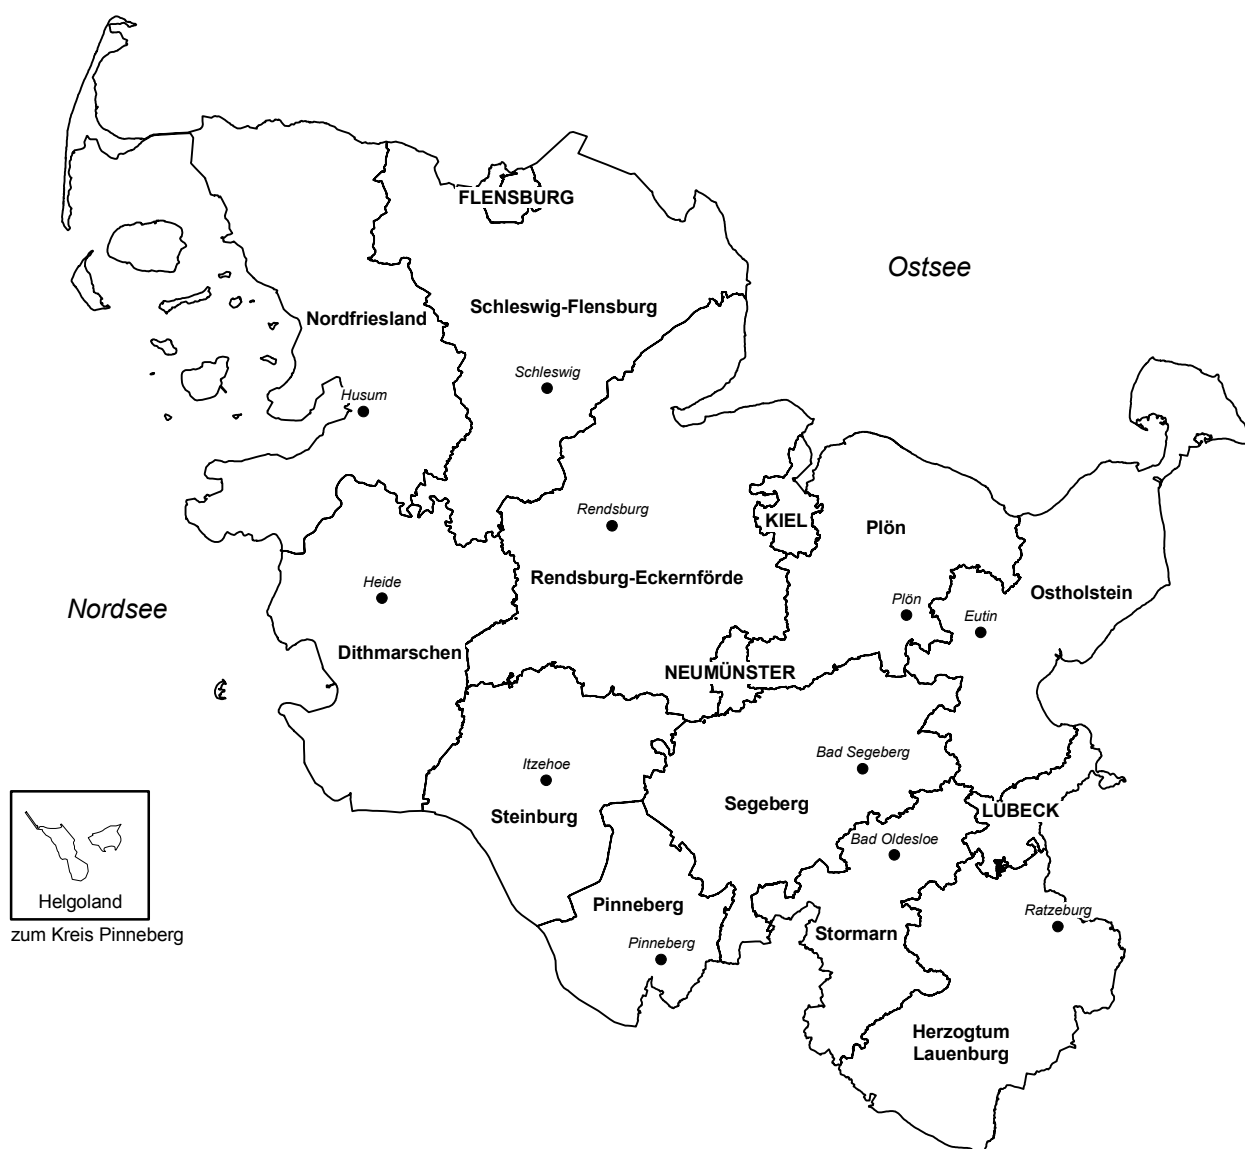 FLENSBURG
Ostsee
Schleswig-Flensburg
Nordfriesland
Schleswig
Husum
Rendsburg
KIEL
Plön
Rendsburg-Eckernförde
Heide
Ostholstein
Plön
Eutin
Nordsee
Dithmarschen
NEUMÜNSTER
Bad Segeberg
Itzehoe
Segeberg
LÜBECK
Steinburg
Bad Oldesloe
Helgoland
Pinneberg
Ratzeburg
zum Kreis Pinneberg
Stormarn
Pinneberg
Herzogtum
Lauenburg